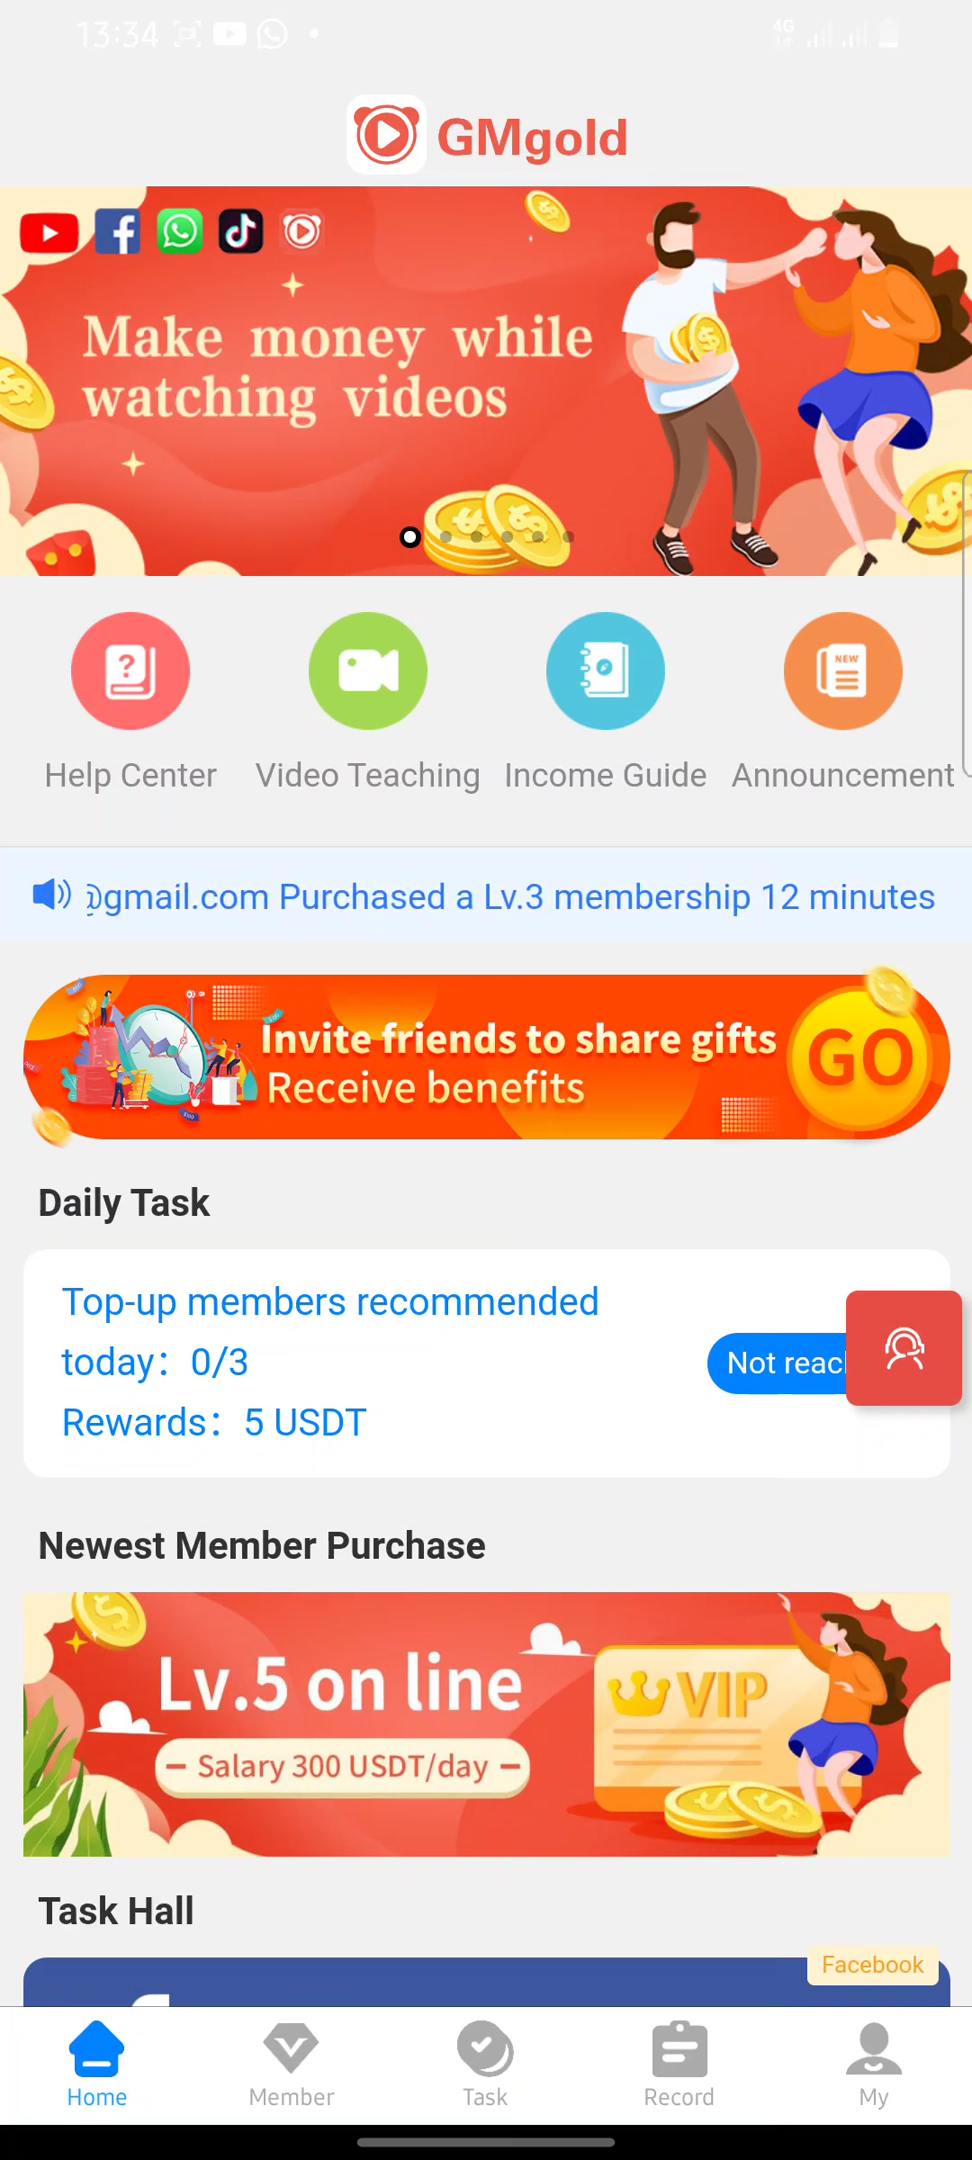 13:34
4G
GMgold
Make money while
watching videos
Help Center
Video Teaching
Income Guide
NEW
Announcement
@gmail.com Purchased a Lv.3 membership 12 minutes
Invite friends to share gifts
Receive benefits
GO
Daily Task
Top-up members recommended
today： 0/3
Rewards： 5 USDT
Not reac
Newest Member Purchase
Lv.5 on line
Salary 300 USDT/day
VIP
Task Hall
Facebook
Home
Member
Task
Record
My